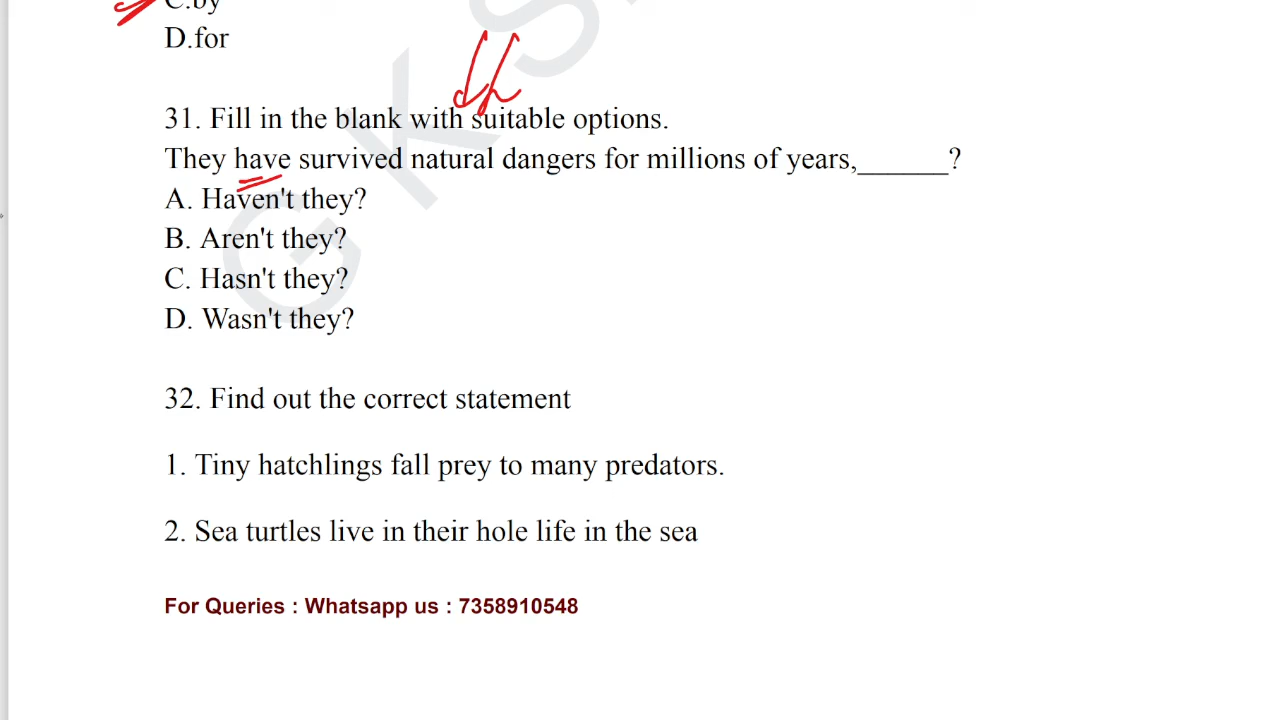 C.by
D.for
31. Fill in the blank with suitable options.
They have survived natural dangers for millions of years,______?
A. Haven't they?
B. Aren't they?
C. Hasn't they?
D. Wasn't they?
32. Find out the correct statement
1. Tiny hatchlings fall prey to many predators.
2. Sea turtles live in their hole life in the sea
For Queries : Whatsapp us : 7358910548
G K S